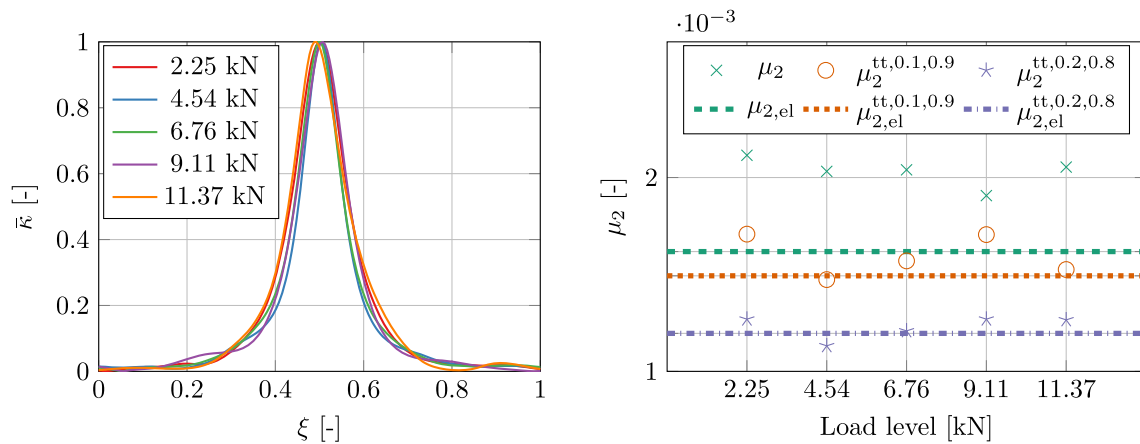 1
0.8
0.6
0.4
0.2
0
0
0.2
0.4
0.6
0.8
1
κ̄ [-]
ξ [-]
2.25 kN
4.54 kN
6.76 kN
9.11 kN
11.37 kN
·10⁻³
2
1
μ₂ [-]
μ₂ μ₂^tt,0.1,0.9 μ₂^tt,0.2,0.8
μ₂,el μ₂,el^tt,0.1,0.9 μ₂,el^tt,0.2,0.8
2.25 4.54 6.76 9.11 11.37
Load level [kN]